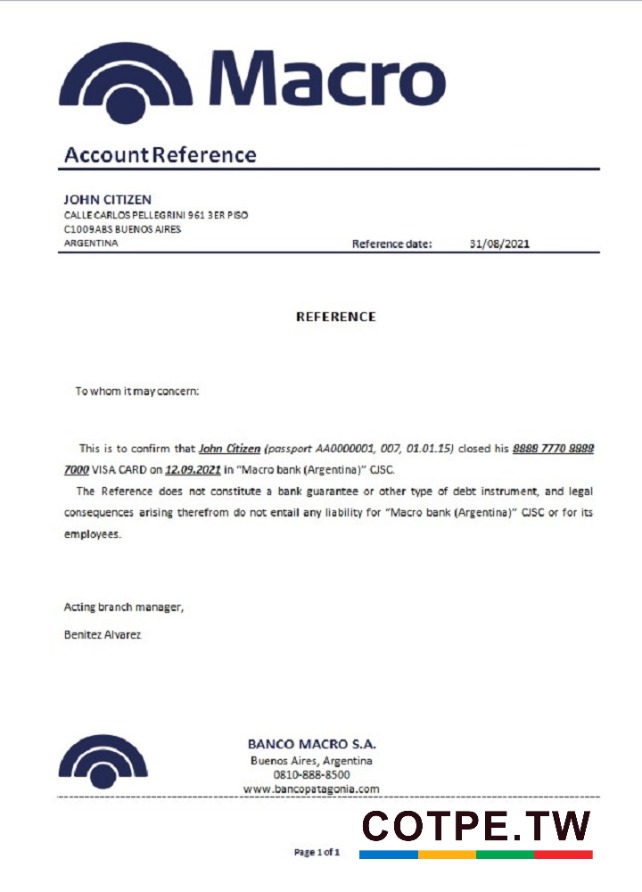 Macro
Account Reference
JOHN CITIZEN
CALLE CARLOS PELLEGRINI 961 3ER PISO
C1009ABS BUENOS AIRES
ARGENTINA
Reference date: 31/08/2021
REFERENCE
To whom it may concern:
This is to confirm that John Citizen (passport AA0000001, 007, 01.01.15) closed his 8888 7770 8888
7000 VISA CARD on 12.09.2021 in "Macro bank (Argentina)" CJSC.
The Reference does not constitute a bank guarantee or other type of debt instrument, and legal
consequences arising therefrom do not entail any liability for "Macro bank (Argentina)" CJSC or for its
employees.
Acting branch manager,
Benitez Alvarez
BANCO MACRO S.A.
Buenos Aires, Argentina
0810-888-8500
www.bancopatagonia.com
COTPE.TW
Page 1 of 1